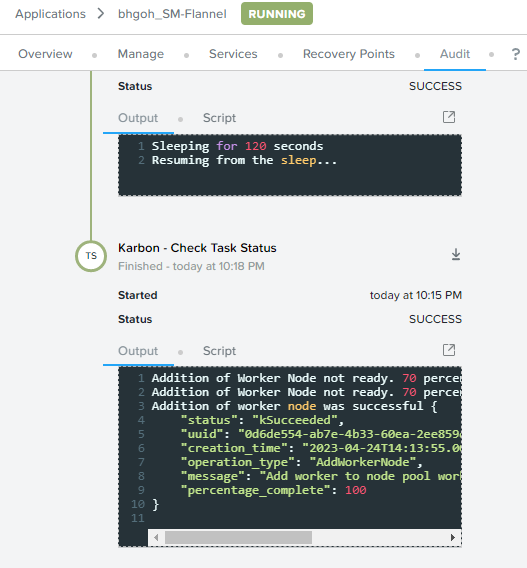 Applications > bhgoh_SM-Flannel RUNNING
Overview Manage Services Recovery Points Audit ?
Status SUCCESS
Output Script
1 Sleeping for 120 seconds
2 Resuming from the sleep...
TS Karbon - Check Task Status
Finished - today at 10:18 PM
Started today at 10:15 PM
Status SUCCESS
Output Script
1 Addition of Worker Node not ready. 70 perce
2 Addition of Worker Node not ready. 70 perce
3 Addition of worker node was successful {
4 "status": "kSucceeded",
5 "uuid": "0d6de554-ab7e-4b33-60ea-2ee859
6 "creation_time": "2023-04-24T14:13:55.0
7 "operation_type": "AddWorkerNode",
8 "message": "Add worker to node pool wor
9 "percentage_complete": 100
10 }
11